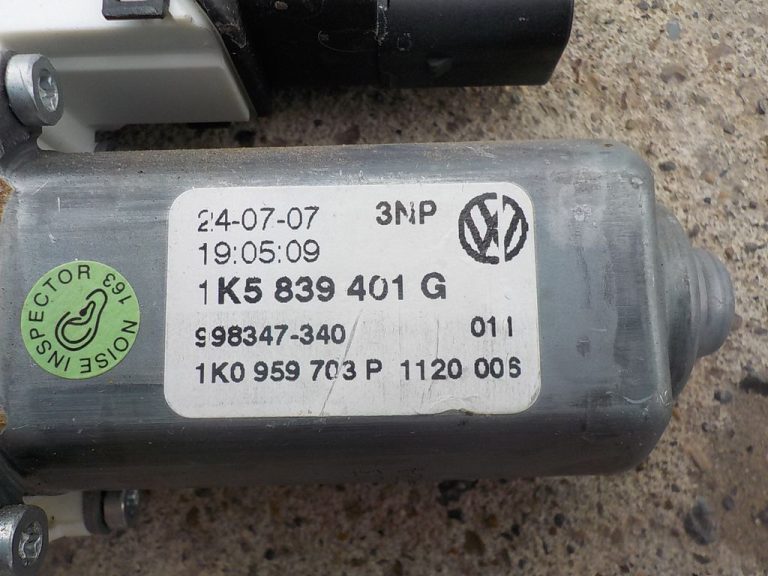 24-07-07 3NP
19:05:09
1K5 839 401 G
998347-340 01 I
1K0 959 703 P 1120 006
NOISE INSPECTOR 163